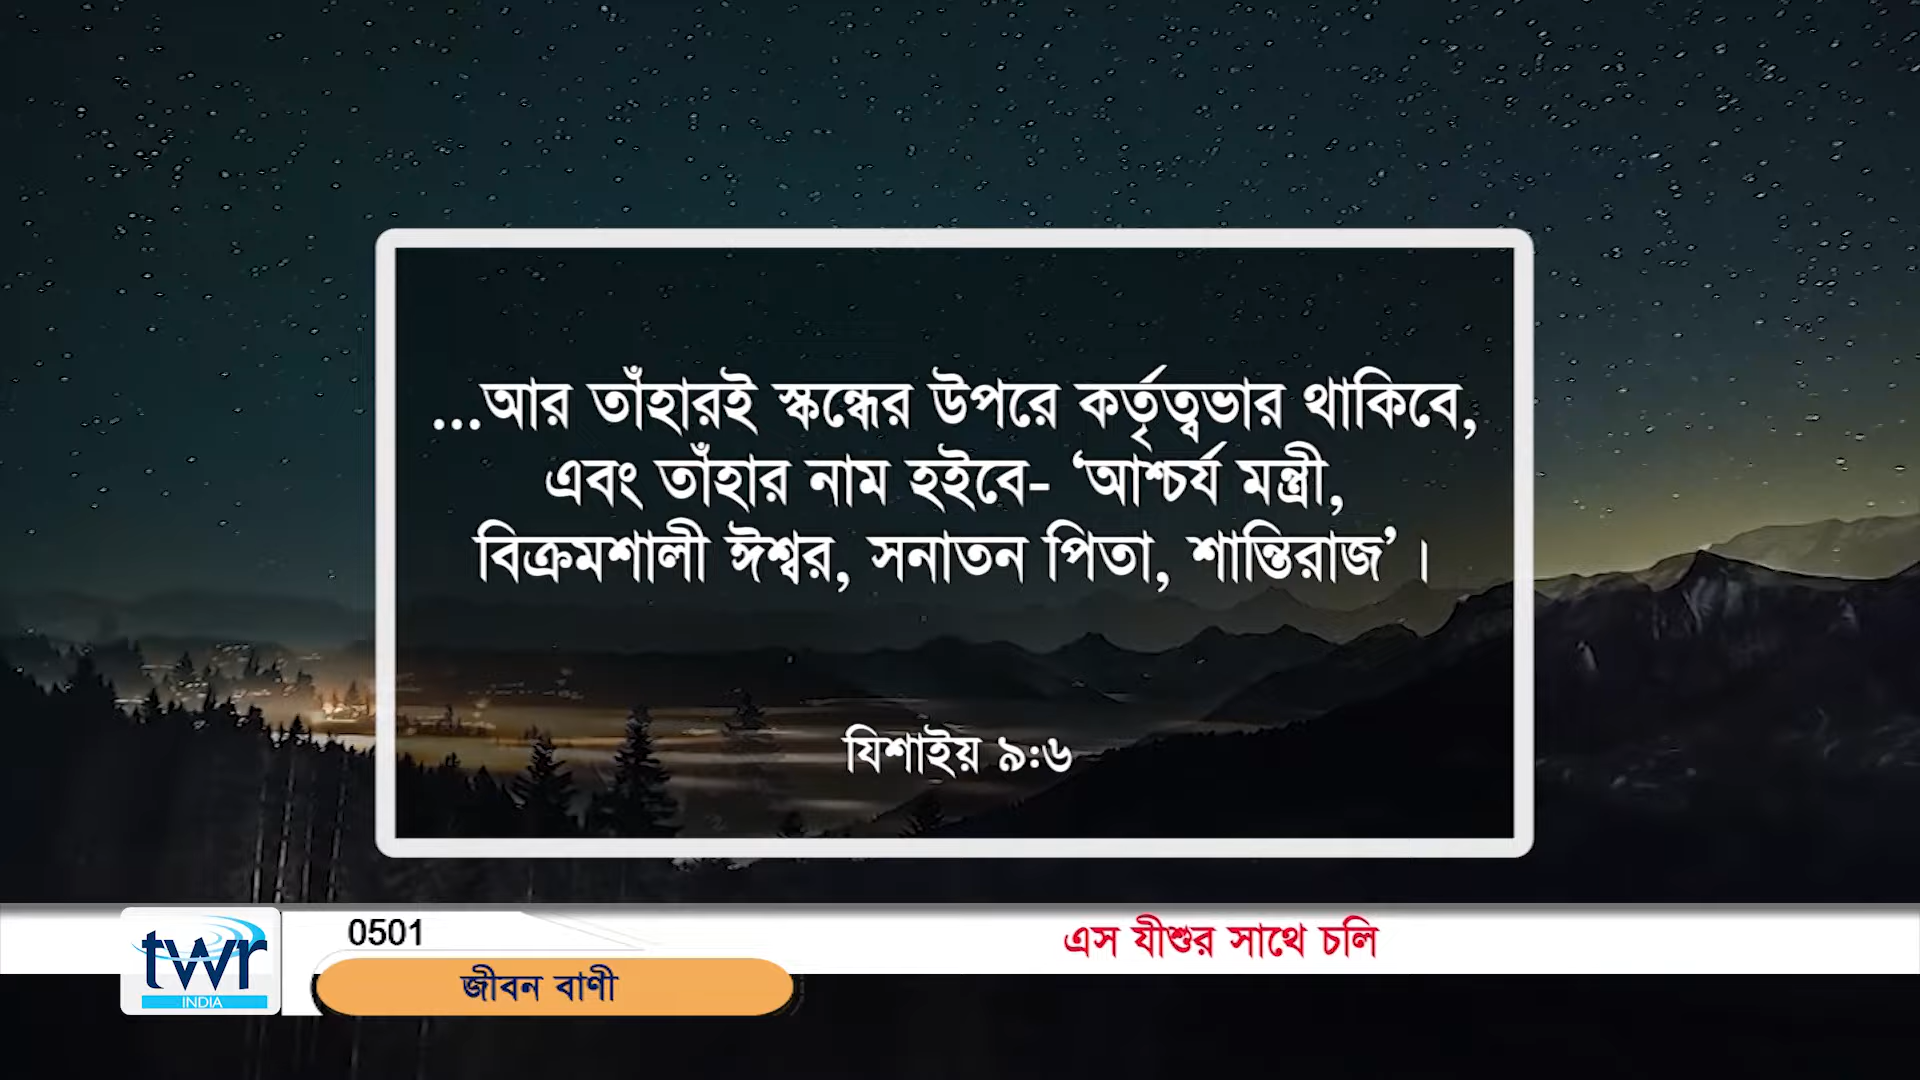 ...আর তাঁহারই স্কন্ধের উপরে কর্তৃত্বভার থাকিবে,
এবং তাঁহার নাম হইবে- ‘আশ্চর্য মন্ত্রী,
বিক্রমশালী ঈশ্বর, সনাতন পিতা, শান্তিরাজ’।
যিশাইয় ৯:৬
0501
এস যীশুর সাথে চলি
twr
INDIA
জীবন বাণী